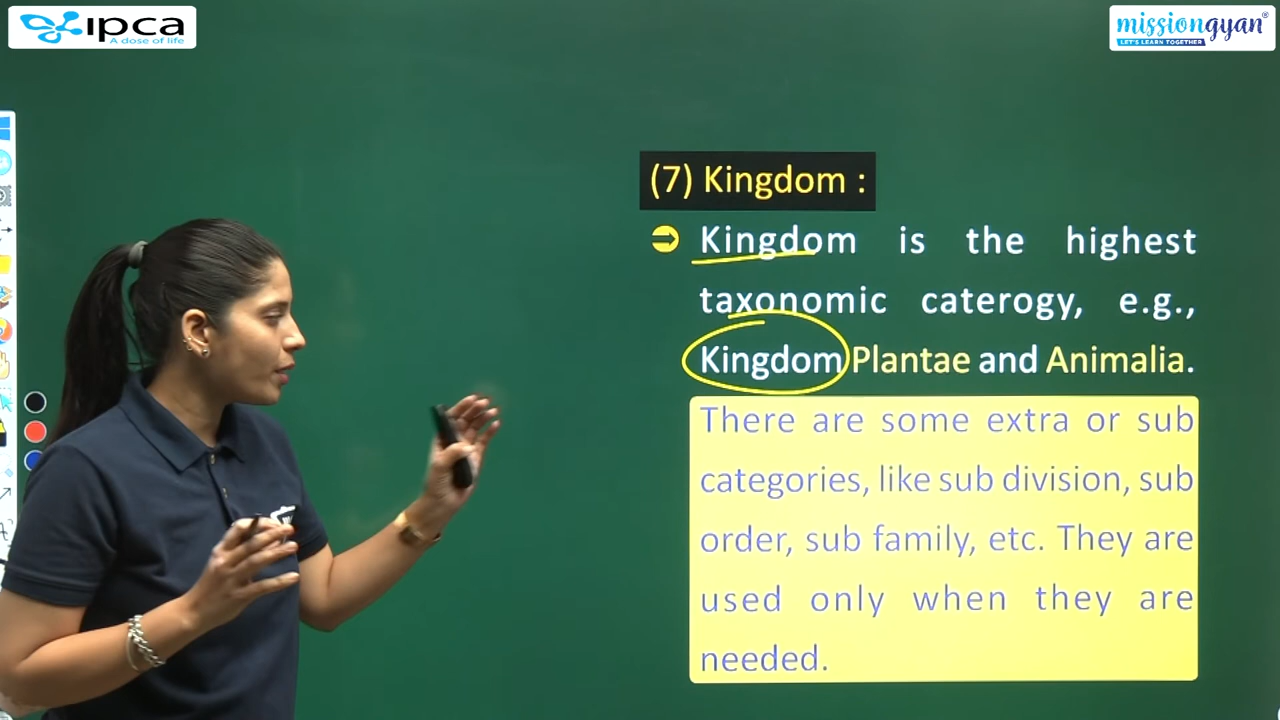 ipca
A dose of life
missiongyan®
LET'S LEARN TOGETHER
(7) Kingdom :
Kingdom is the highest
taxonomic caterogy, e.g.,
Kingdom Plantae and Animalia.
There are some extra or sub
categories, like sub division, sub
order, sub family, etc. They are
used only when they are
needed.